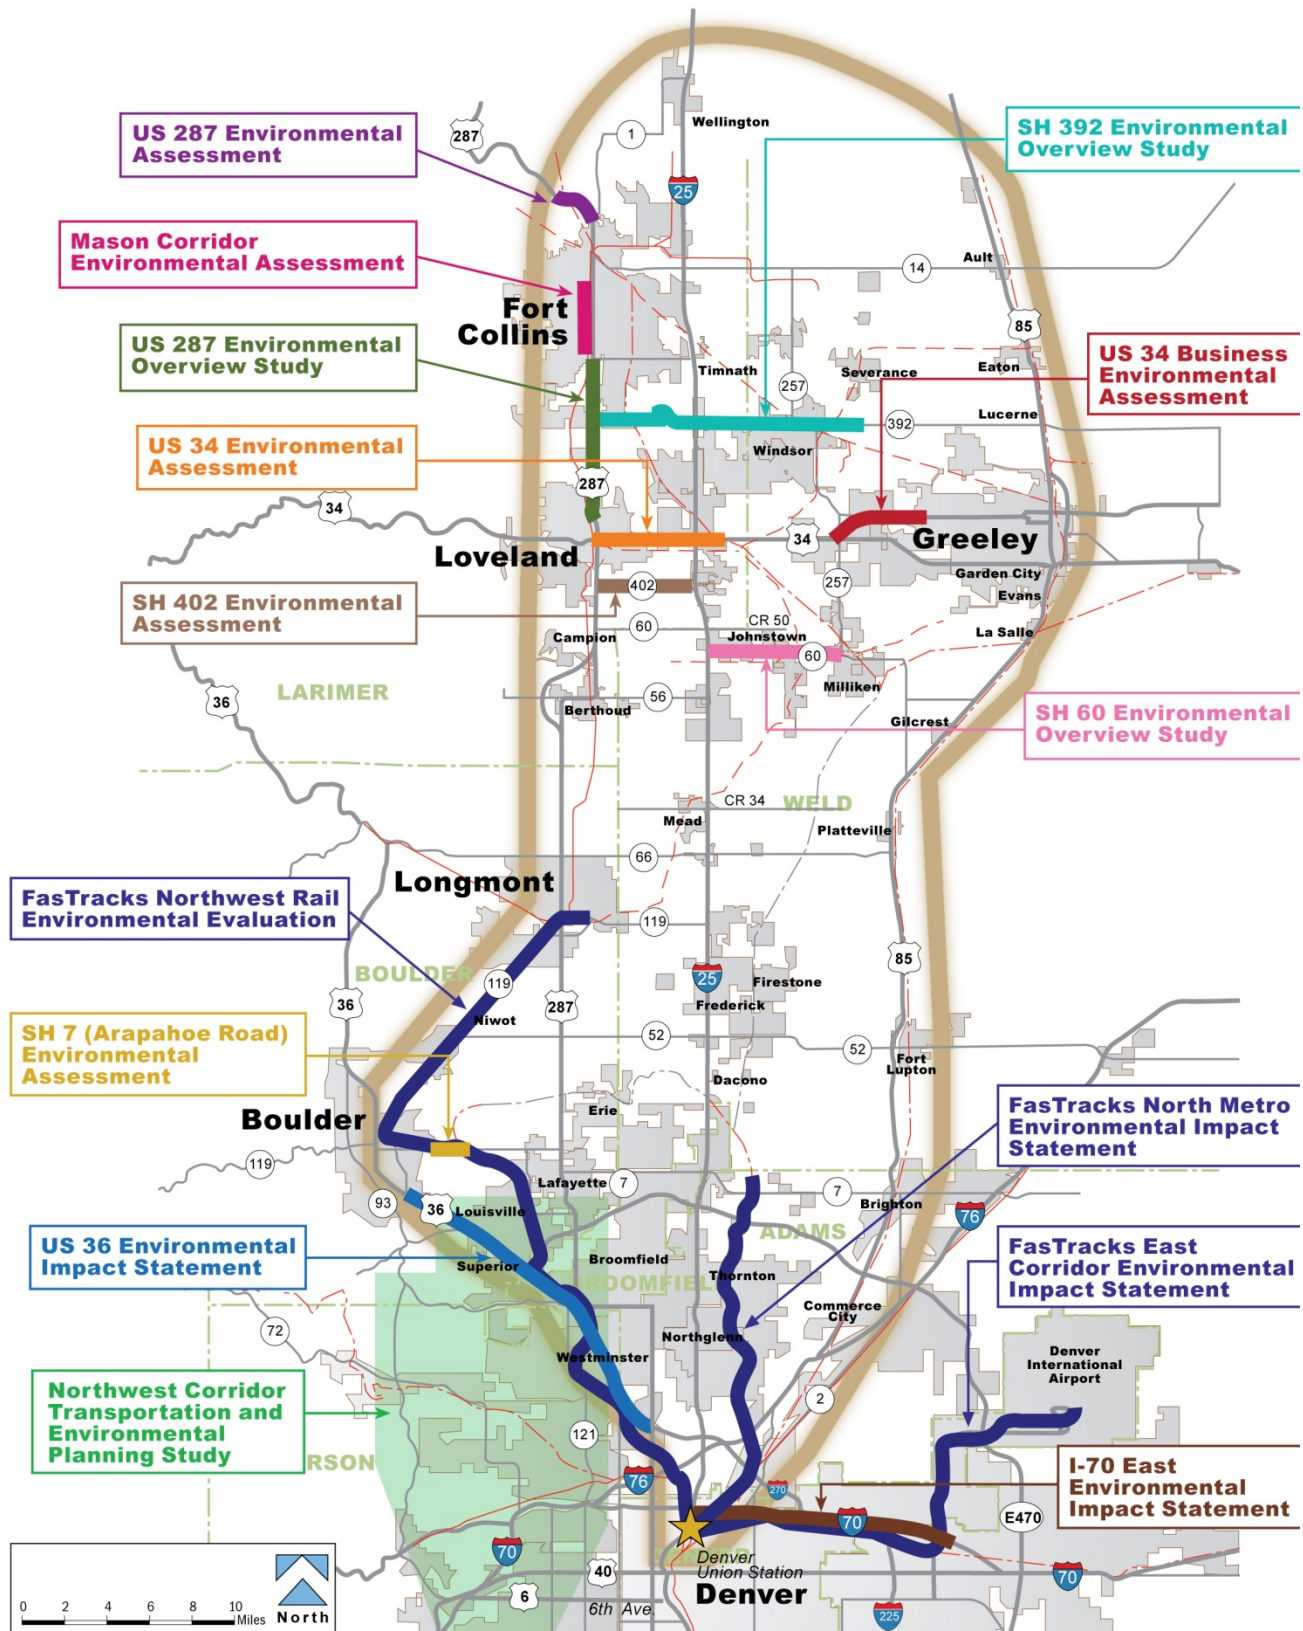 US 287 Environmental
Assessment
287
1
Wellington
25
SH 392 Environmental
Overview Study
Mason Corridor
Environmental Assessment
Ault
14
Fort
Collins
85
US 287 Environmental
Overview Study
US 34 Business
Environmental
Assessment
Timnath
257
Severance
Eaton
Lucerne
392
US 34 Environmental
Assessment
Windsor
287
34
34
Loveland
Greeley
Garden City
Evans
402
257
SH 402 Environmental
Assessment
60
CR 50
La Salle
Campion
Johnstown
60
Milliken
LARIMER
36
56
Berthoud
Gilcrest
SH 60 Environmental
Overview Study
CR 34
WELD
Mead
Platteville
66
Longmont
FasTracks Northwest Rail
Environmental Evaluation
119
85
BOULDER
119
25
Firestone
Frederick
36
287
Niwot
SH 7 (Arapahoe Road)
Environmental
Assessment
52
52
Fort
Lupton
Dacono
Erie
Boulder
FasTracks North Metro
Environmental Impact
Statement
119
Lafayette
7
7
93
36
Louisville
Brighton
76
ADAMS
US 36 Environmental
Impact Statement
Superior
Broomfield
FasTracks East
Corridor Environmental
Impact Statement
BROOMFIEL
Thornton
Commerce
City
72
Northglenn
Westminster
Denver
International
Airport
Northwest Corridor
Transportation and
Environmental
Planning Study
2
121
RSON
76
270
I-70 East
Environmental
Impact Statement
70
E470
70
Denver
Union Station
40
70
Denver
6
6th Ave.
225
0 2 4 6 8 10
Miles
North